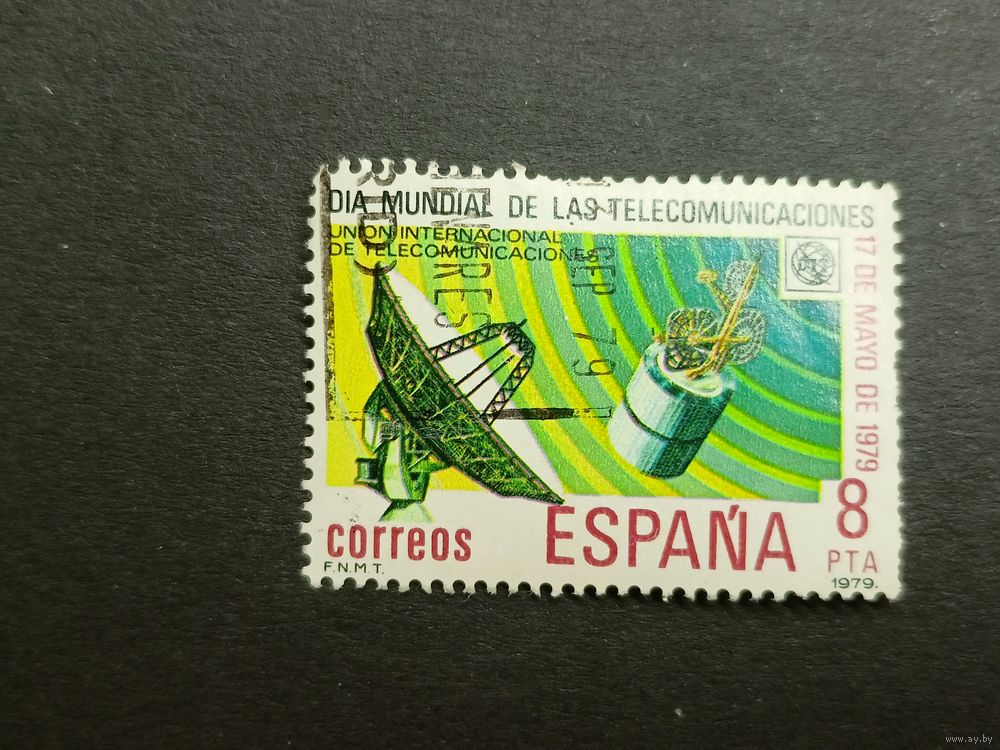 DIA MUNDIAL DE LAS TELECOMUNICACIONES
UNION INTERNACIONAL
DE TELECOMUNICACIONES
17 DE MAYO DE 1979
correos
F.N.M.T.
ESPAÑA
8
PTA
1979.
SEP 79
www.ay.by